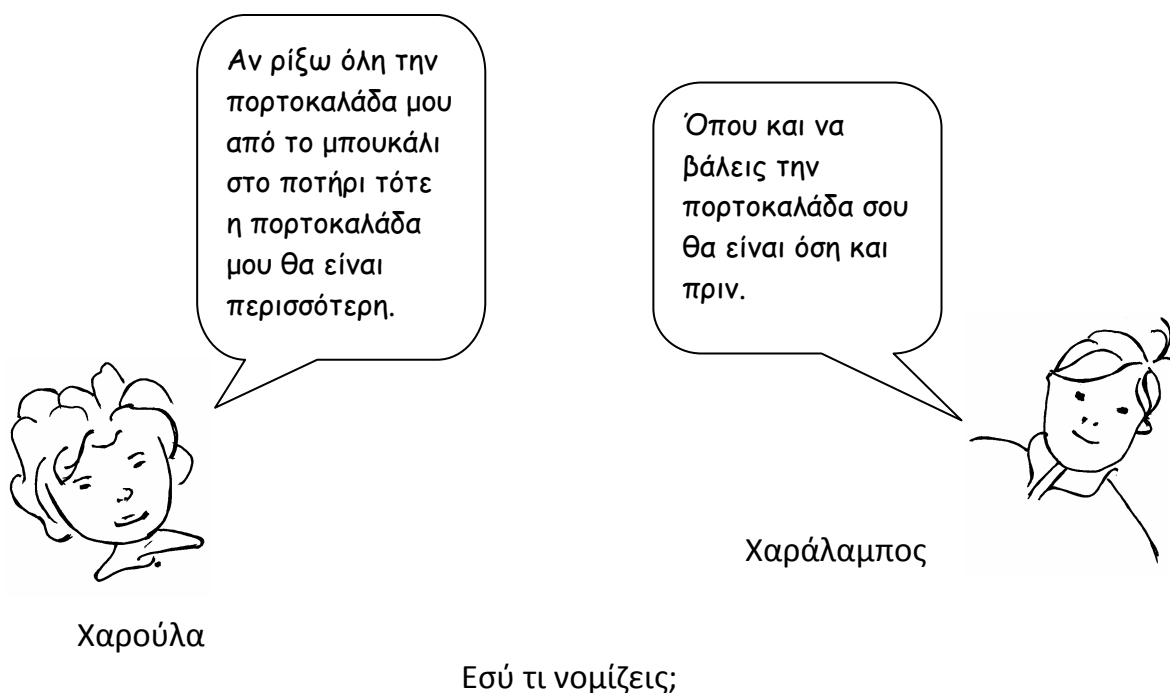 Αν ρίξω όλη την
πορτοκαλάδα μου
από το μπουκάλι
στο ποτήρι τότε
η πορτοκαλάδα
μου θα είναι
περισσότερη.
Όπου και να
βάλεις την
πορτοκαλάδα σου
θα είναι όση και
πριν.
Χαράλαμπος
Χαρούλα
Εσύ τι νομίζεις;